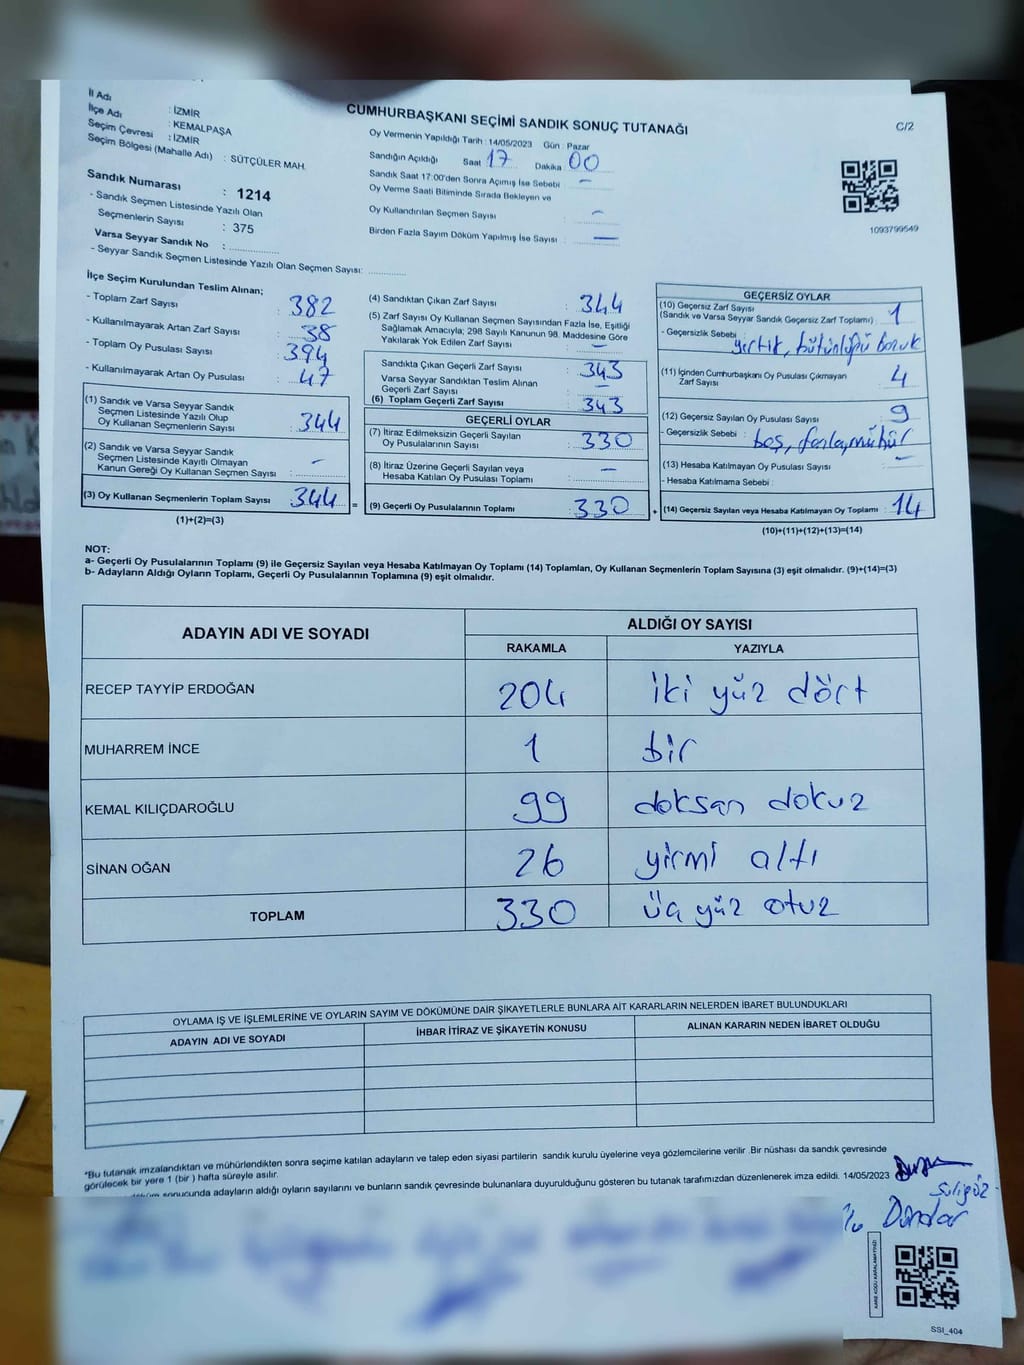 İl Adı : İZMİR
İlçe Adı : KEMALPAŞA
Seçim Çevresi : İZMİR
Seçim Bölgesi (Mahalle Adı) : SÜTÇÜLER MAH.
Sandık Numarası : 1214
- Sandık Seçmen Listesinde Yazılı Olan
Seçmenlerin Sayısı : 375
Varsa Seyyar Sandık No :
- Seyyar Sandık Seçmen Listesinde Yazılı Olan Seçmen Sayısı:
CUMHURBAŞKANI SEÇİMİ SANDIK SONUÇ TUTANAĞI
C/2
Oy Vermenin Yapıldığı Tarih : 14/05/2023 Gün : Pazar
Sandığın Açıldığı Saat 17 Dakika 00
Sandık Saat 17:00'den Sonra Açımış İse Sebebi : –
Oy Verme Saati Bitiminde Sırada Bekleyen ve
Oy Kullandırılan Seçmen Sayısı : –
Birden Fazla Sayım Döküm Yapılmış İse Sayısı : —
1093799549
İlçe Seçim Kurulundan Teslim Alınan;
- Toplam Zarf Sayısı : 382
- Kullanılmayarak Artan Zarf Sayısı : 38
- Toplam Oy Pusulası Sayısı : 394
- Kullanılmayarak Artan Oy Pusulası : 47
(1) Sandık ve Varsa Seyyar Sandık
Seçmen Listesinde Yazılı Olup
Oy Kullanan Seçmenlerin Sayısı : 344
(2) Sandık ve Varsa Seyyar Sandık
Seçmen Listesinde Kayıtlı Olmayan
Kanun Gereği Oy Kullanan Seçmen Sayısı : –
(3) Oy Kullanan Seçmenlerin Toplam Sayısı : 344 =
(1)+(2)=(3)
(4) Sandıktan Çıkan Zarf Sayısı : 344
(5) Zarf Sayısı Oy Kullanan Seçmen Sayısından Fazla İse, Eşitliği
Sağlamak Amacıyla; 298 Sayılı Kanunun 98. Maddesine Göre
Yakılarak Yok Edilen Zarf Sayısı : –
Sandıkta Çıkan Geçerli Zarf Sayısı : 343
Varsa Seyyar Sandıktan Teslim Alınan
Geçerli Zarf Sayısı : –
(6) Toplam Geçerli Zarf Sayısı : 343
GEÇERLİ OYLAR
(7) İtiraz Edilmeksizin Geçerli Sayılan
Oy Pusulalarının Sayısı : 330
(8) İtiraz Üzerine Geçerli Sayılan veya
Hesaba Katılan Oy Pusulası Toplamı : –
(9) Geçerli Oy Pusulalarının Toplamı : 330 +
GEÇERSİZ OYLAR
(10) Geçersiz Zarf Sayısı
(Sandık ve Varsa Seyyar Sandık Geçersiz Zarf Toplamı) : 1
- Geçersizlik Sebebi : yırtık, bütünlüğü bozuk
(11) İçinden Cumhurbaşkanı Oy Pusulası Çıkmayan
Zarf Sayısı : 4
(12) Geçersiz Sayılan Oy Pusulası Sayısı : 9
- Geçersizlik Sebebi : boş, fazla mühür
(13) Hesaba Katılmayan Oy Pusulası Sayısı : –
- Hesaba Katılmama Sebebi :
(14) Geçersiz Sayılan veya Hesaba Katılmayan Oy Toplamı : 14
(10)+(11)+(12)+(13)=(14)
NOT:
a- Geçerli Oy Pusulalarının Toplamı (9) ile Geçersiz Sayılan veya Hesaba Katılmayan Oy Toplamı (14) Toplamları, Oy Kullanan Seçmenlerin Toplam Sayısına (3) eşit olmalıdır. (9)+(14)=(3)
b- Adayların Aldığı Oyların Toplamı, Geçerli Oy Pusulalarının Toplamına (9) eşit olmalıdır.
ADAYIN ADI VE SOYADI ALDIĞI OY SAYISI
RAKAMLA YAZIYLA
RECEP TAYYİP ERDOĞAN 204 iki yüz dört
MUHARREM İNCE 1 bir
KEMAL KILIÇDAROĞLU 99 doksan dokuz
SİNAN OĞAN 26 yirmi altı
TOPLAM 330 üç yüz otuz
OYLAMA İŞ VE İŞLEMLERİNE VE OYLARIN SAYIM VE DÖKÜMÜNE DAİR ŞİKAYETLERLE BUNLARA AİT KARARLARIN NELERDEN İBARET BULUNDUKLARI
ADAYIN ADI VE SOYADI İHBAR İTİRAZ VE ŞİKAYETİN KONUSU ALINAN KARARIN NEDEN İBARET OLDUĞU
*Bu tutanak imzalandıktan ve mühürlendikten sonra seçime katılan adayların ve talep eden siyasi partilerin sandık kurulu üyelerine veya gözlemcilerine verilir .Bir nüshası da sandık çevresinde
görülecek bir yere 1 (bir ) hafta süreyle asılır.
döküm sonucunda adayların aldığı oyların sayılarını ve bunların sandık çevresinde bulunanlara duyurulduğunu gösteren bu tutanak tarafımızdan düzenlenerek imza edildi. 14/05/2023
Dündar
KARE KODU KARALAMAYINIZ!
SSI_404